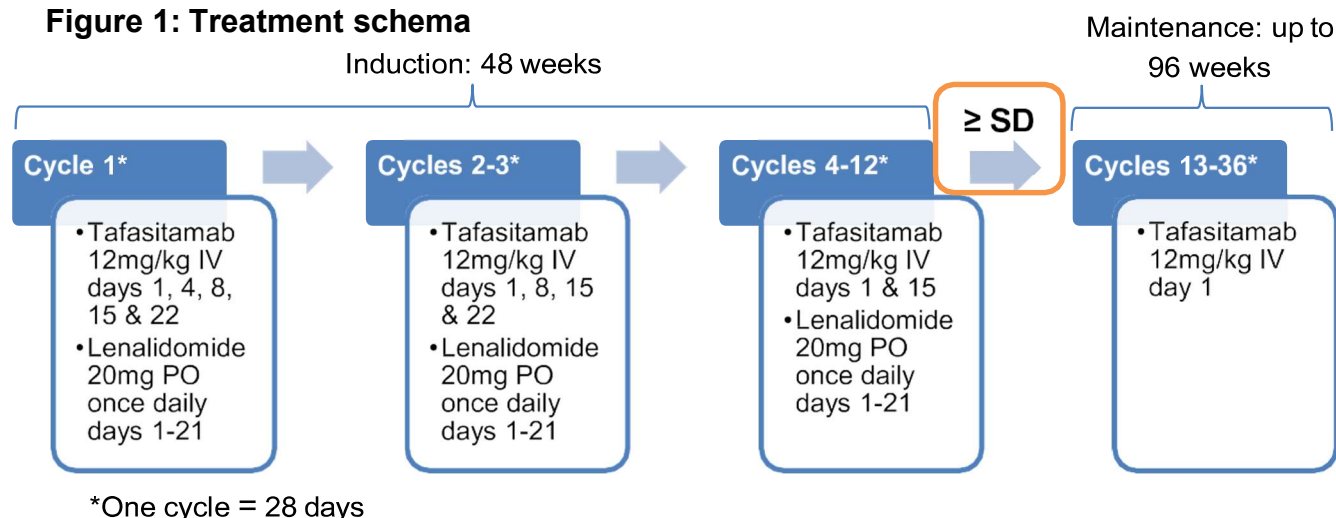 Figure 1: Treatment schema
Induction: 48 weeks
Maintenance: up to
96 weeks
≥ SD
Cycle 1*
•Tafasitamab
12mg/kg IV
days 1, 4, 8,
15 & 22
•Lenalidomide
20mg PO
once daily
days 1-21
Cycles 2-3*
•Tafasitamab
12mg/kg IV
days 1, 8, 15
& 22
•Lenalidomide
20mg PO
once daily
days 1-21
Cycles 4-12*
•Tafasitamab
12mg/kg IV
days 1 & 15
•Lenalidomide
20mg PO
once daily
days 1-21
Cycles 13-36*
•Tafasitamab
12mg/kg IV
day 1
*One cycle = 28 days